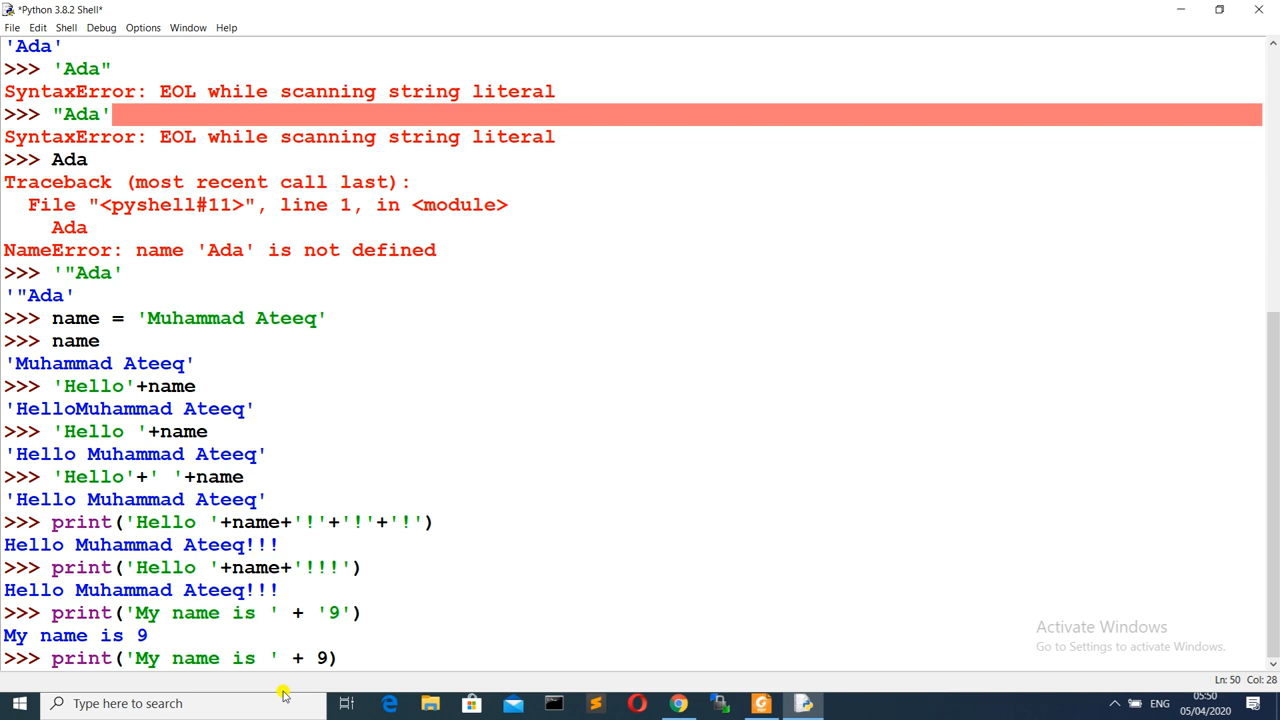 *Python 3.8.2 Shell*
File Edit Shell Debug Options Window Help
'Ada'
>>> 'Ada"
SyntaxError: EOL while scanning string literal
>>> "Ada'
SyntaxError: EOL while scanning string literal
>>> Ada
Traceback (most recent call last):
  File "<pyshell#11>", line 1, in <module>
    Ada
NameError: name 'Ada' is not defined
>>> '"Ada'
'"Ada'
>>> name = 'Muhammad Ateeq'
>>> name
'Muhammad Ateeq'
>>> 'Hello'+name
'HelloMuhammad Ateeq'
>>> 'Hello '+name
'Hello Muhammad Ateeq'
>>> 'Hello'+' '+name
'Hello Muhammad Ateeq'
>>> print('Hello '+name+'!'+'!'+'!')
Hello Muhammad Ateeq!!!
>>> print('Hello '+name+'!!!')
Hello Muhammad Ateeq!!!
>>> print('My name is ' + '9')
My name is 9
>>> print('My name is ' + 9)
Activate Windows
Go to Settings to activate Windows.
Ln: 50 Col: 28
Type here to search
ENG
05:50
05/04/2020